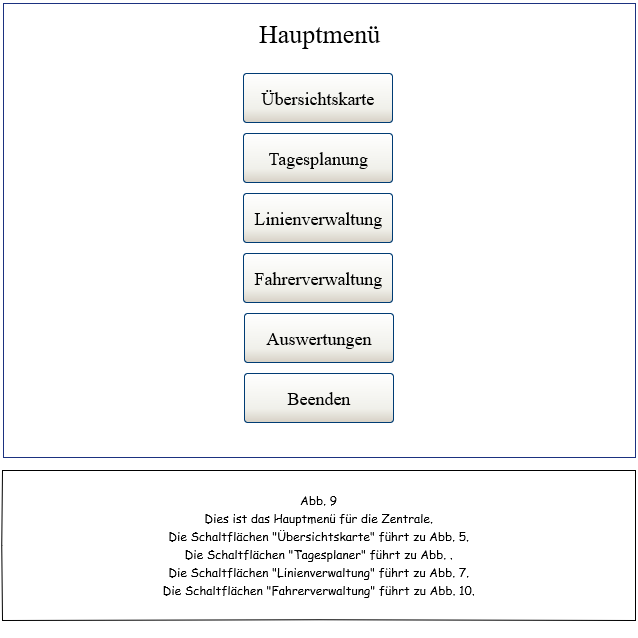 Hauptmenü
Übersichtskarte
Tagesplanung
Linienverwaltung
Fahrerverwaltung
Auswertungen
Beenden
Abb. 9
Dies ist das Hauptmenü für die Zentrale.
Die Schaltflächen "Übersichtskarte" führt zu Abb. 5.
Die Schaltflächen "Tagesplaner" führt zu Abb. .
Die Schaltflächen "Linienverwaltung" führt zu Abb. 7.
Die Schaltflächen "Fahrerverwaltung" führt zu Abb. 10.